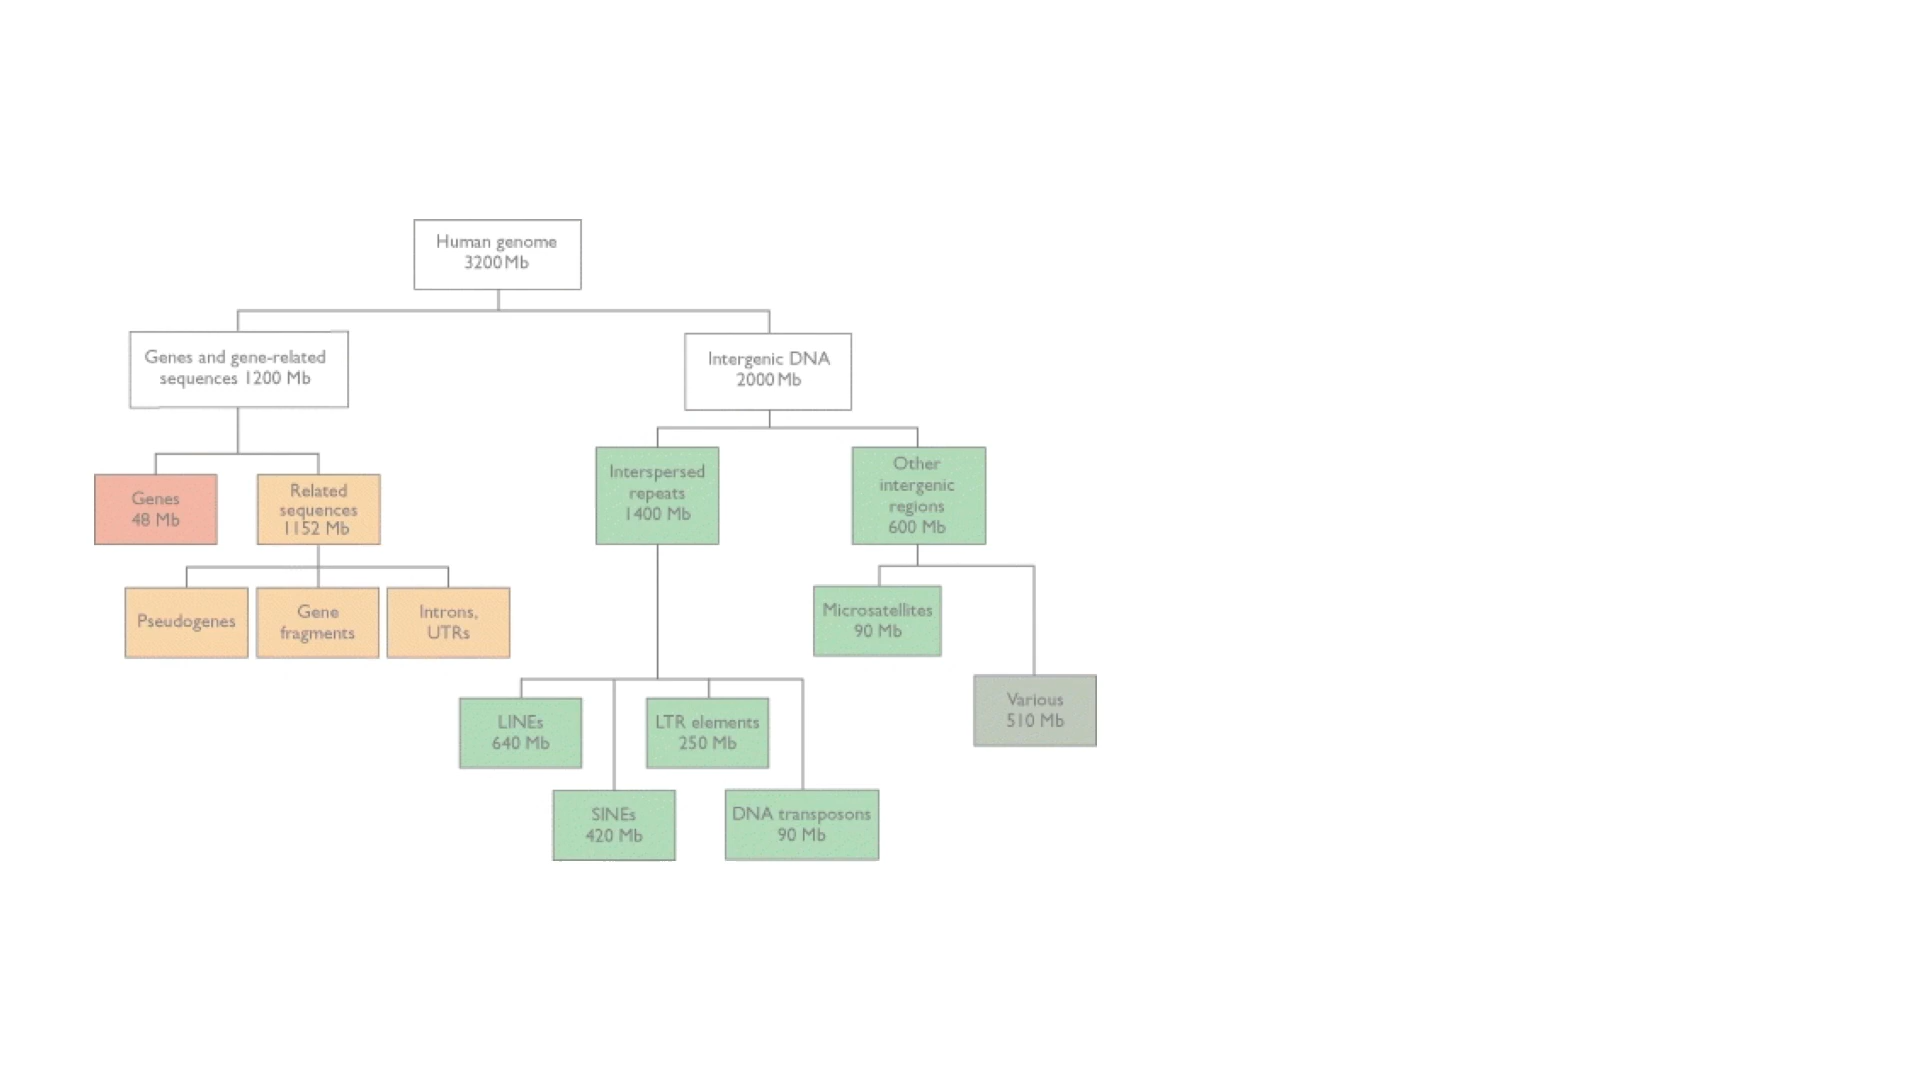 Human genome
3200 Mb
Genes and gene-related
sequences 1200 Mb
Intergenic DNA
2000 Mb
Genes
48 Mb
Related
sequences
1152 Mb
Interspersed
repeats
1400 Mb
Other
intergenic
regions
600 Mb
Pseudogenes
Gene
fragments
Introns,
UTRs
Microsatellites
90 Mb
Various
510 Mb
LINEs
640 Mb
LTR elements
250 Mb
SINEs
420 Mb
DNA transposons
90 Mb